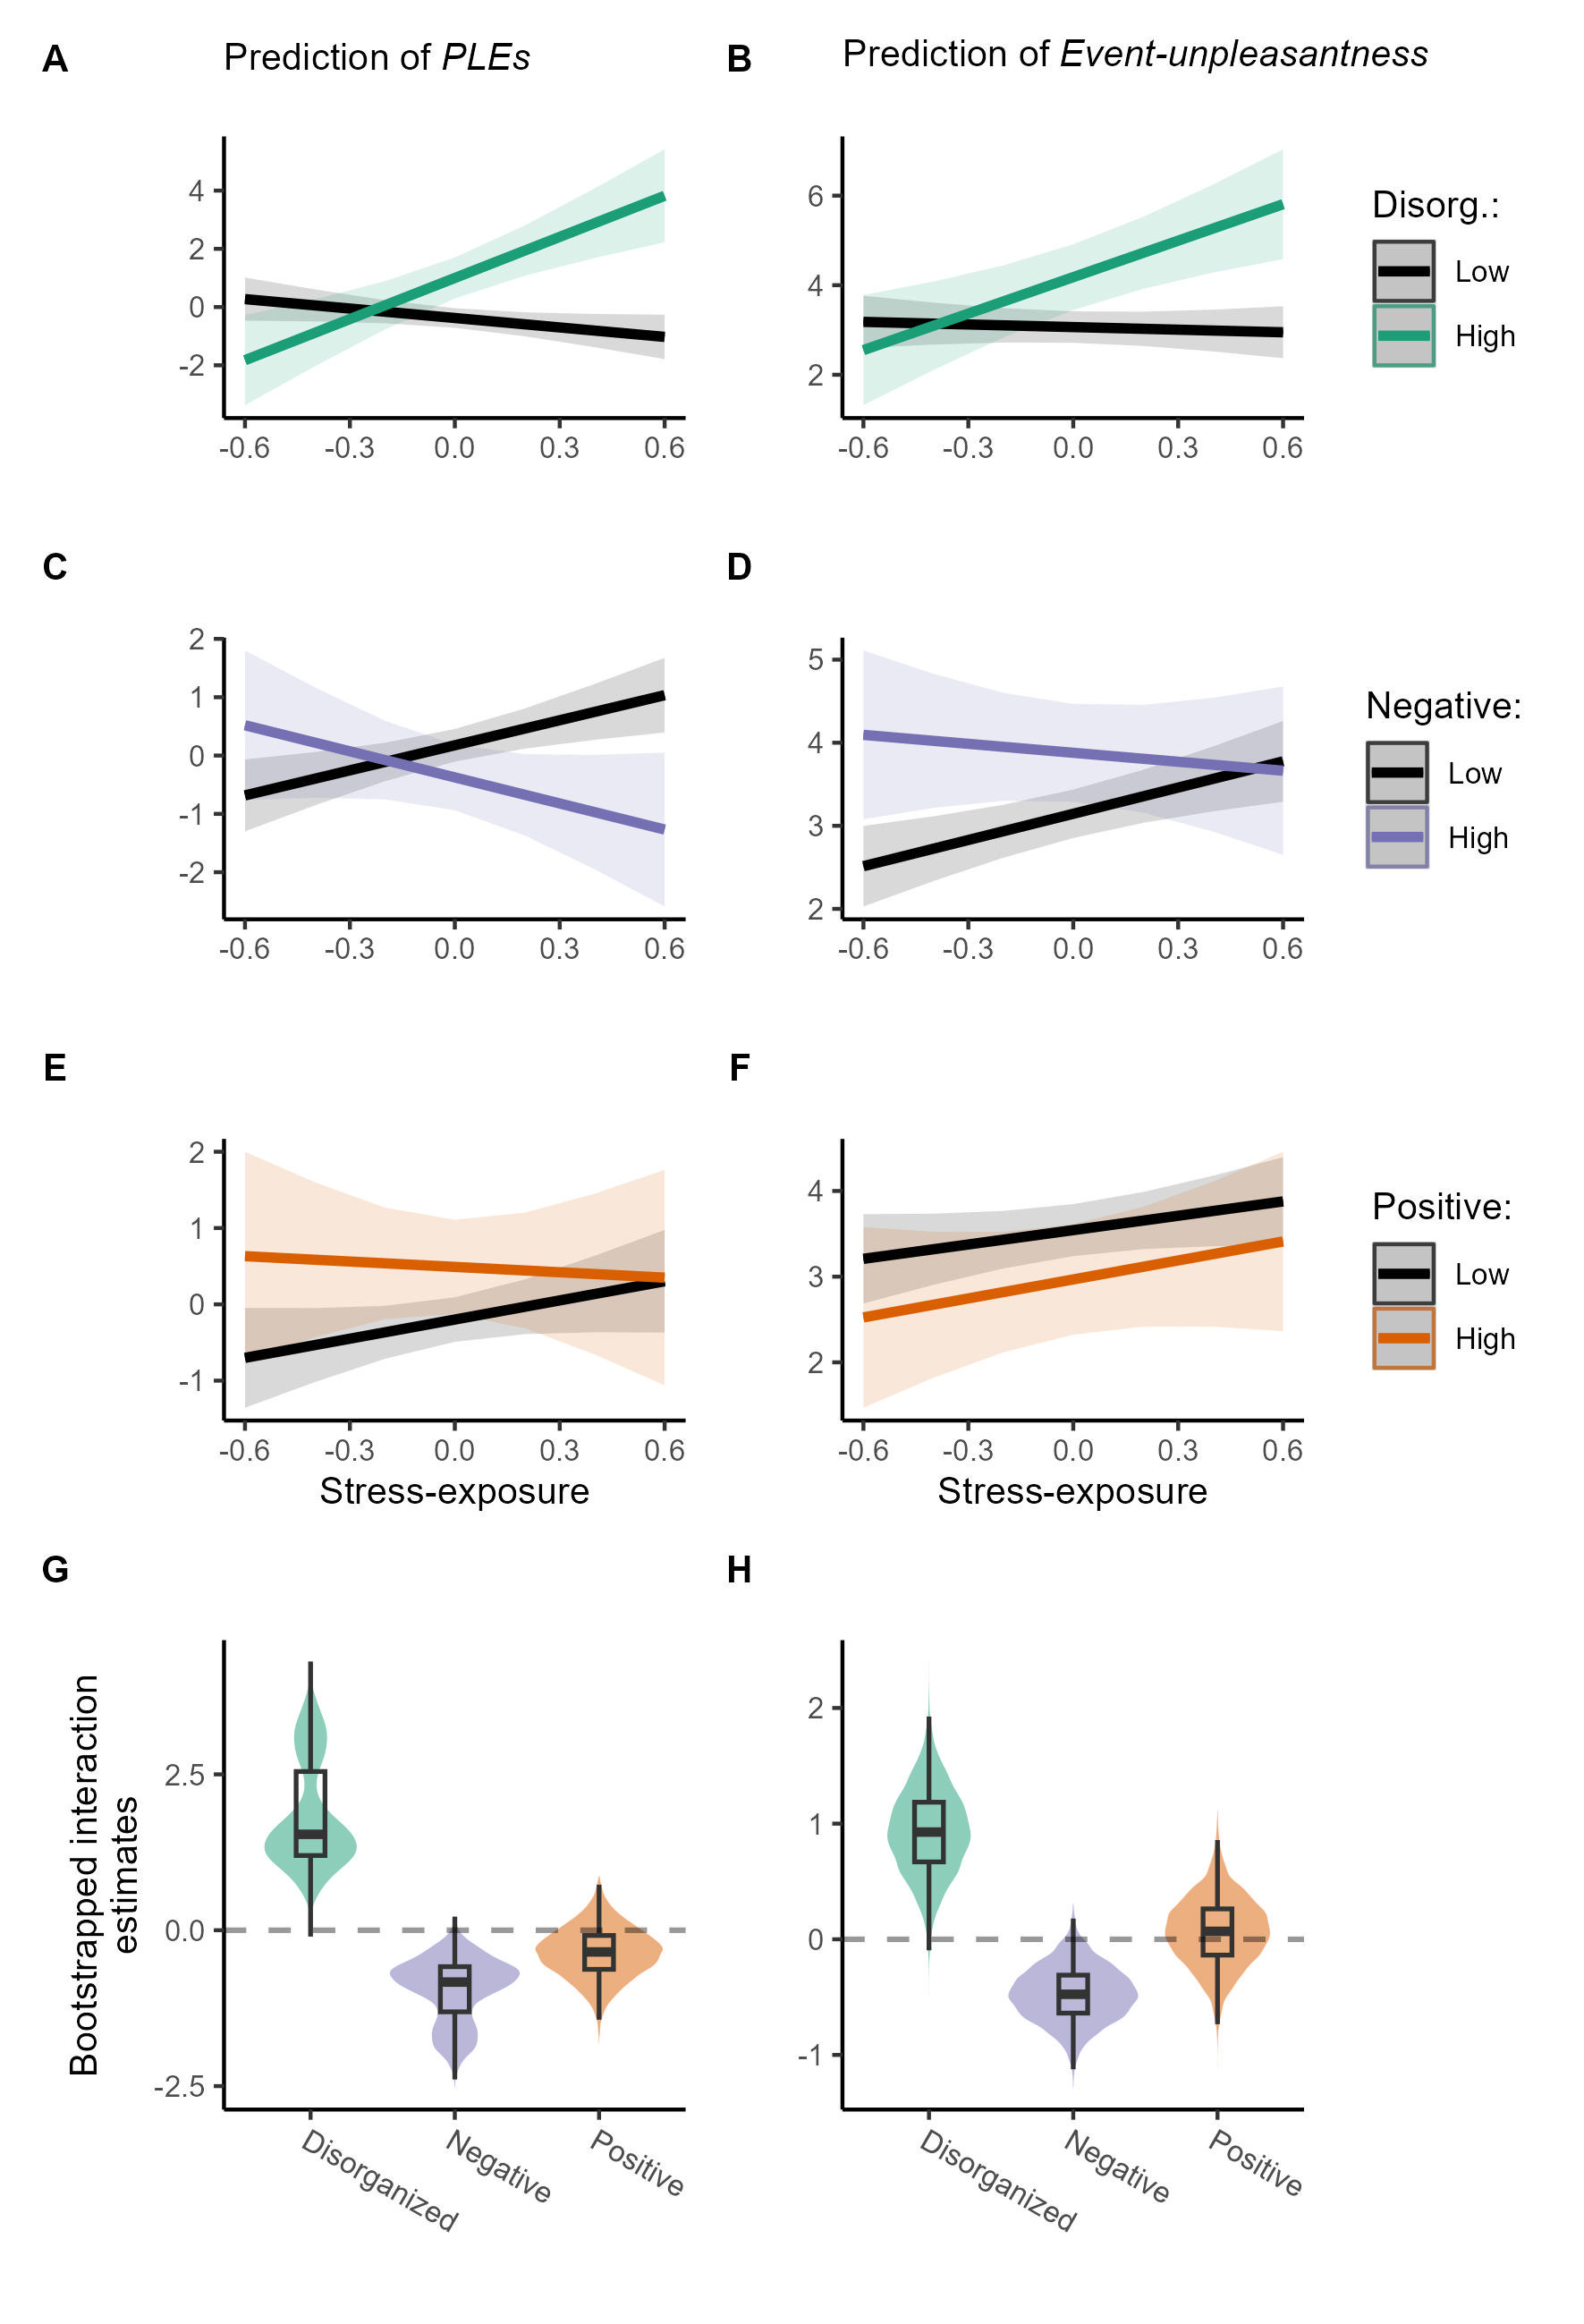 A
Prediction of PLEs
B
Prediction of Event-unpleasantness
4
2
0
-2
-0.6 -0.3 0.0 0.3 0.6
6
4
2
-0.6 -0.3 0.0 0.3 0.6
Disorg.:
Low
High
C
2
1
0
-1
-2
-0.6 -0.3 0.0 0.3 0.6
D
5
4
3
2
-0.6 -0.3 0.0 0.3 0.6
Negative:
Low
High
E
2
1
0
-1
-0.6 -0.3 0.0 0.3 0.6
Stress-exposure
F
4
3
2
-0.6 -0.3 0.0 0.3 0.6
Stress-exposure
Positive:
Low
High
G
Bootstrapped interaction
estimates
2.5
0.0
-2.5
Disorganized
Negative
Positive
H
2
1
0
-1
Disorganized
Negative
Positive